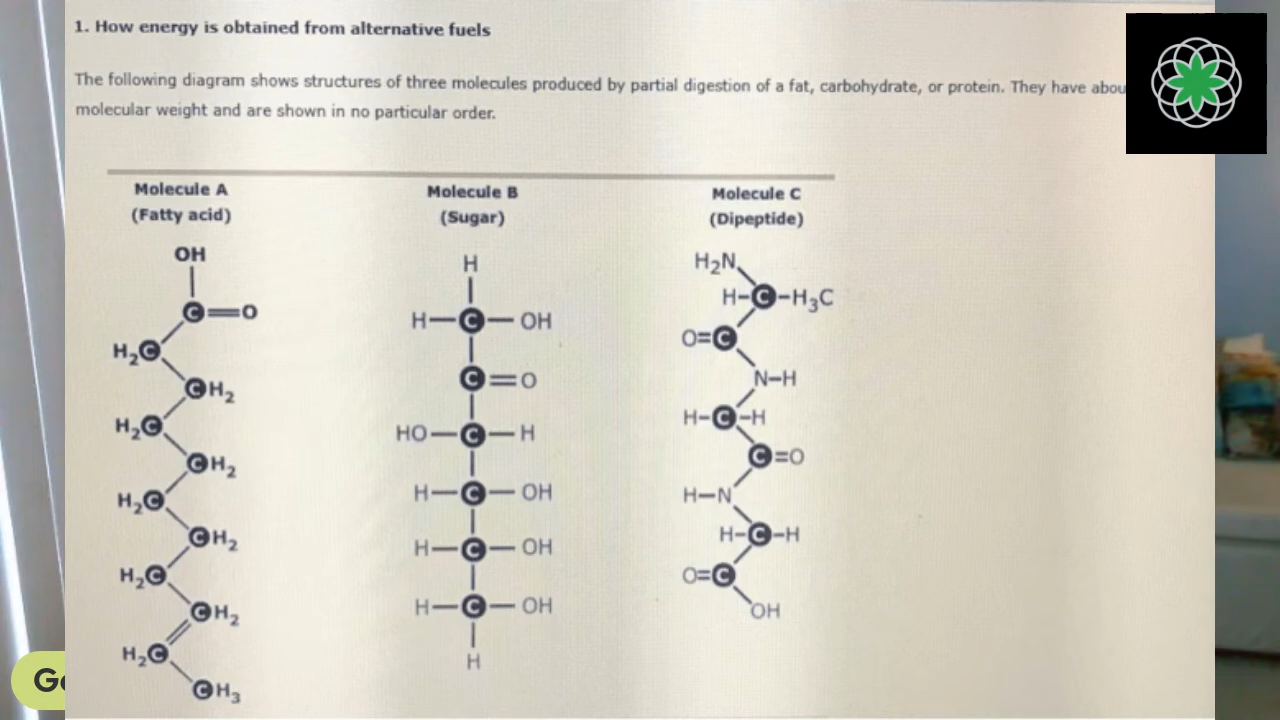 1. How energy is obtained from alternative fuels
The following diagram shows structures of three molecules produced by partial digestion of a fat, carbohydrate, or protein. They have abou
molecular weight and are shown in no particular order.
Molecule A
(Fatty acid)
OH
C=O
H₂C
CH₂
H₂C
CH₂
H₂C
CH₂
H₂C
CH₂
H₂C
CH₃
Molecule B
(Sugar)
H
H—C—OH
C=O
HO—C—H
H—C—OH
H—C—OH
H—C—OH
H
Molecule C
(Dipeptide)
H₂N
H-C-H₃C
O=C
N-H
H-C-H
C=O
H-N
H-C-H
O=C
OH